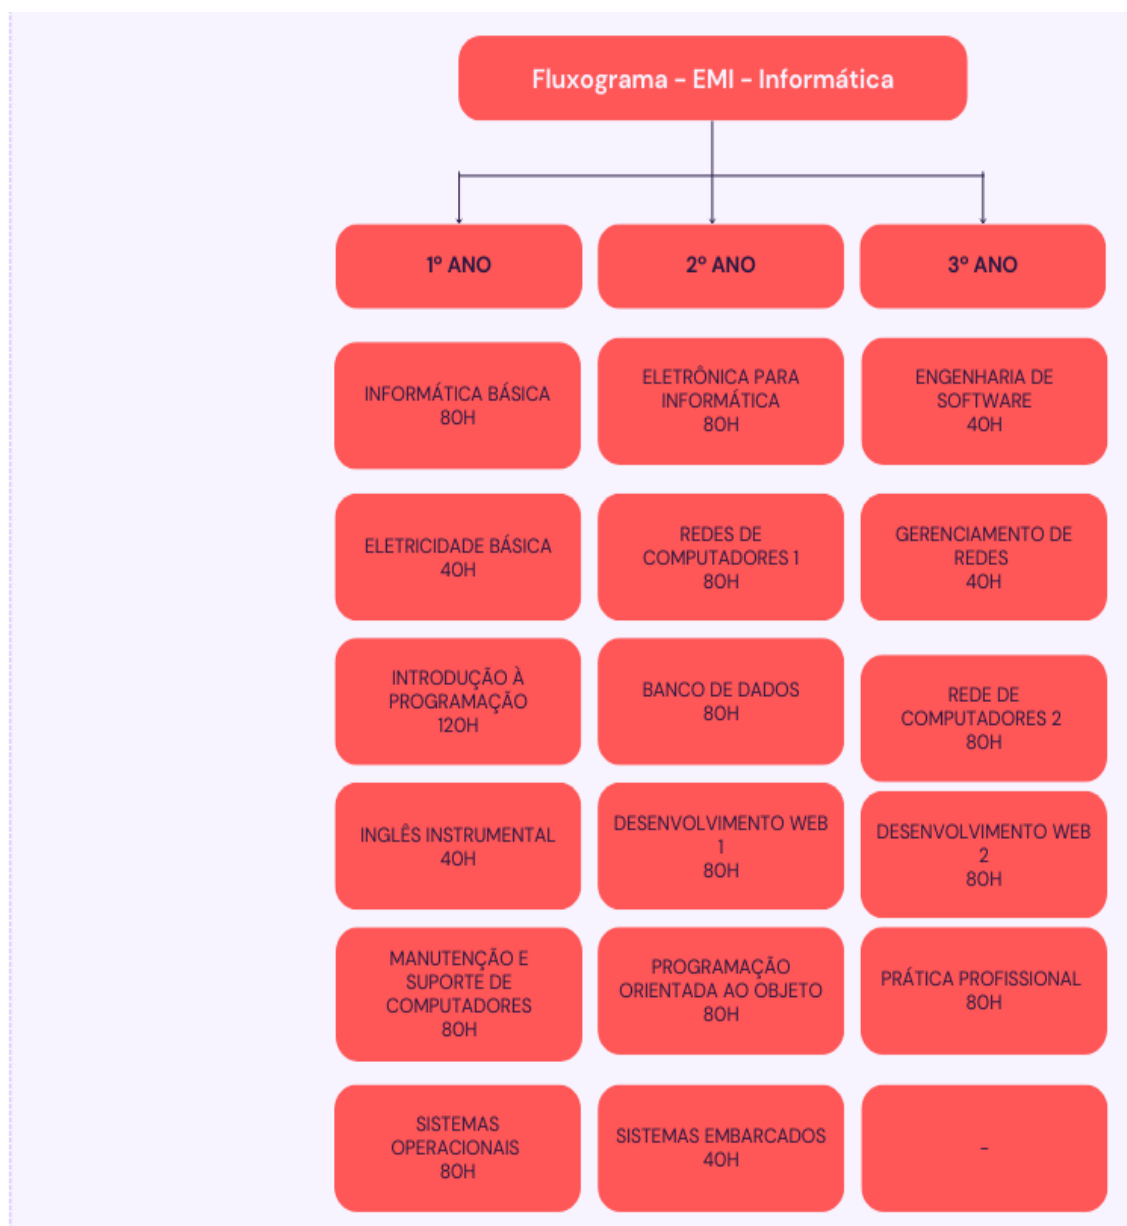 Fluxograma - EMI - Informática
1º ANO
2º ANO
3º ANO
INFORMÁTICA BÁSICA
80H
ELETRÔNICA PARA
INFORMÁTICA
80H
ENGENHARIA DE
SOFTWARE
40H
ELETRICIDADE BÁSICA
40H
REDES DE
COMPUTADORES 1
80H
GERENCIAMENTO DE
REDES
40H
INTRODUÇÃO À
PROGRAMAÇÃO
120H
BANCO DE DADOS
80H
REDE DE
COMPUTADORES 2
80H
INGLÊS INSTRUMENTAL
40H
DESENVOLVIMENTO WEB
1
80H
DESENVOLVIMENTO WEB
2
80H
MANUTENÇÃO E
SUPORTE DE
COMPUTADORES
80H
PROGRAMAÇÃO
ORIENTADA AO OBJETO
80H
PRÁTICA PROFISSIONAL
80H
SISTEMAS
OPERACIONAIS
80H
SISTEMAS EMBARCADOS
40H
-